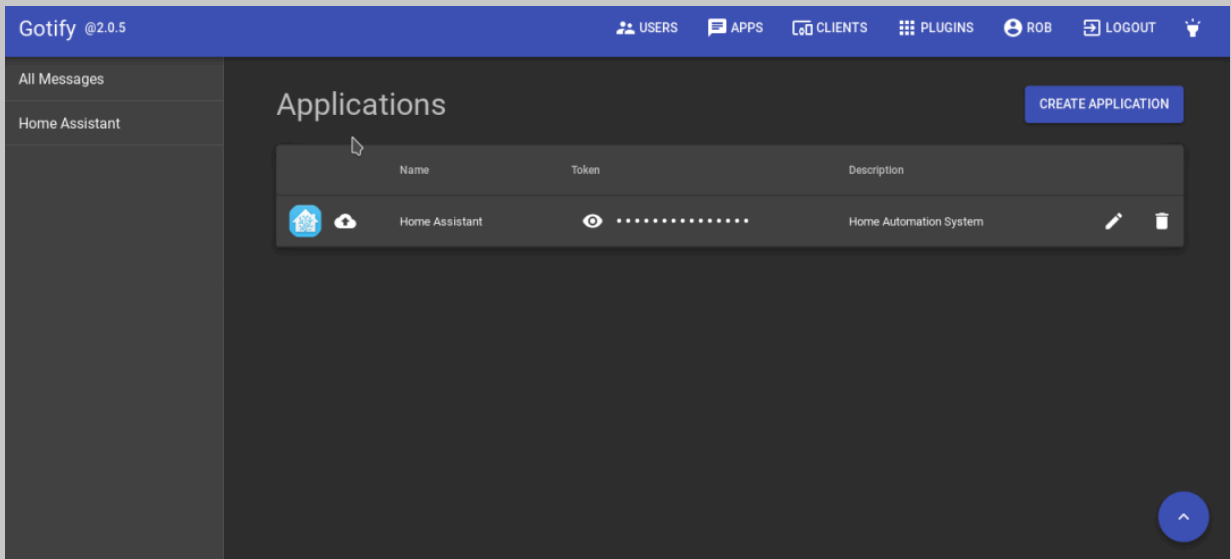 Gotify @2.0.5
USERS
APPS
CLIENTS
PLUGINS
ROB
LOGOUT
All Messages
Home Assistant
Applications
CREATE APPLICATION
Name Token Description
Home Assistant ••••••••••••••• Home Automation System